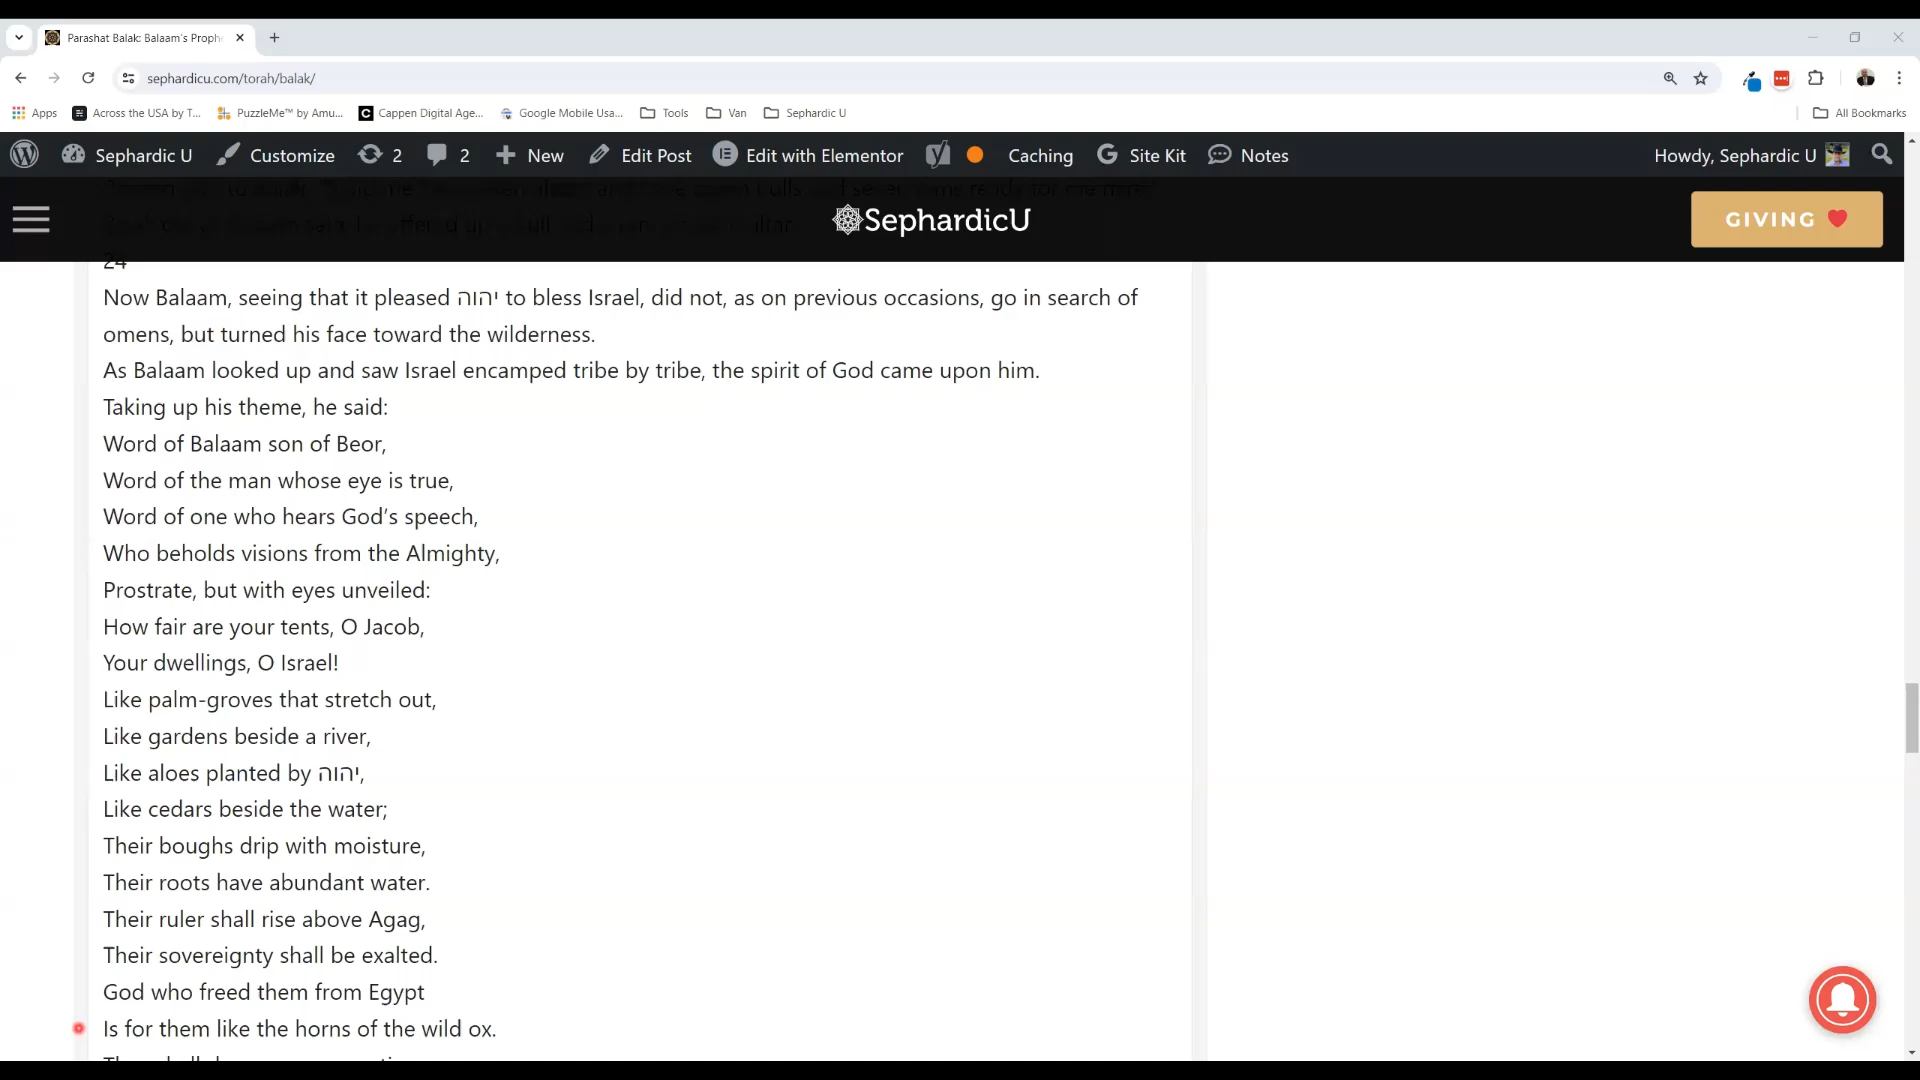 Parashat Balak: Balaam's Proph
sephardicu.com/torah/balak/
Apps Across the USA by T... PuzzleMe™ by Amu... Cappen Digital Age... Google Mobile Usa... Tools Van Sephardic U All Bookmarks
Sephardic U Customize 2 2 New Edit Post Edit with Elementor Caching Site Kit Notes Howdy, Sephardic U
SephardicU GIVING
24
Now Balaam, seeing that it pleased יהוה to bless Israel, did not, as on previous occasions, go in search of
omens, but turned his face toward the wilderness.
As Balaam looked up and saw Israel encamped tribe by tribe, the spirit of God came upon him.
Taking up his theme, he said:
Word of Balaam son of Beor,
Word of the man whose eye is true,
Word of one who hears God’s speech,
Who beholds visions from the Almighty,
Prostrate, but with eyes unveiled:
How fair are your tents, O Jacob,
Your dwellings, O Israel!
Like palm-groves that stretch out,
Like gardens beside a river,
Like aloes planted by יהוה,
Like cedars beside the water;
Their boughs drip with moisture,
Their roots have abundant water.
Their ruler shall rise above Agag,
Their sovereignty shall be exalted.
God who freed them from Egypt
Is for them like the horns of the wild ox.